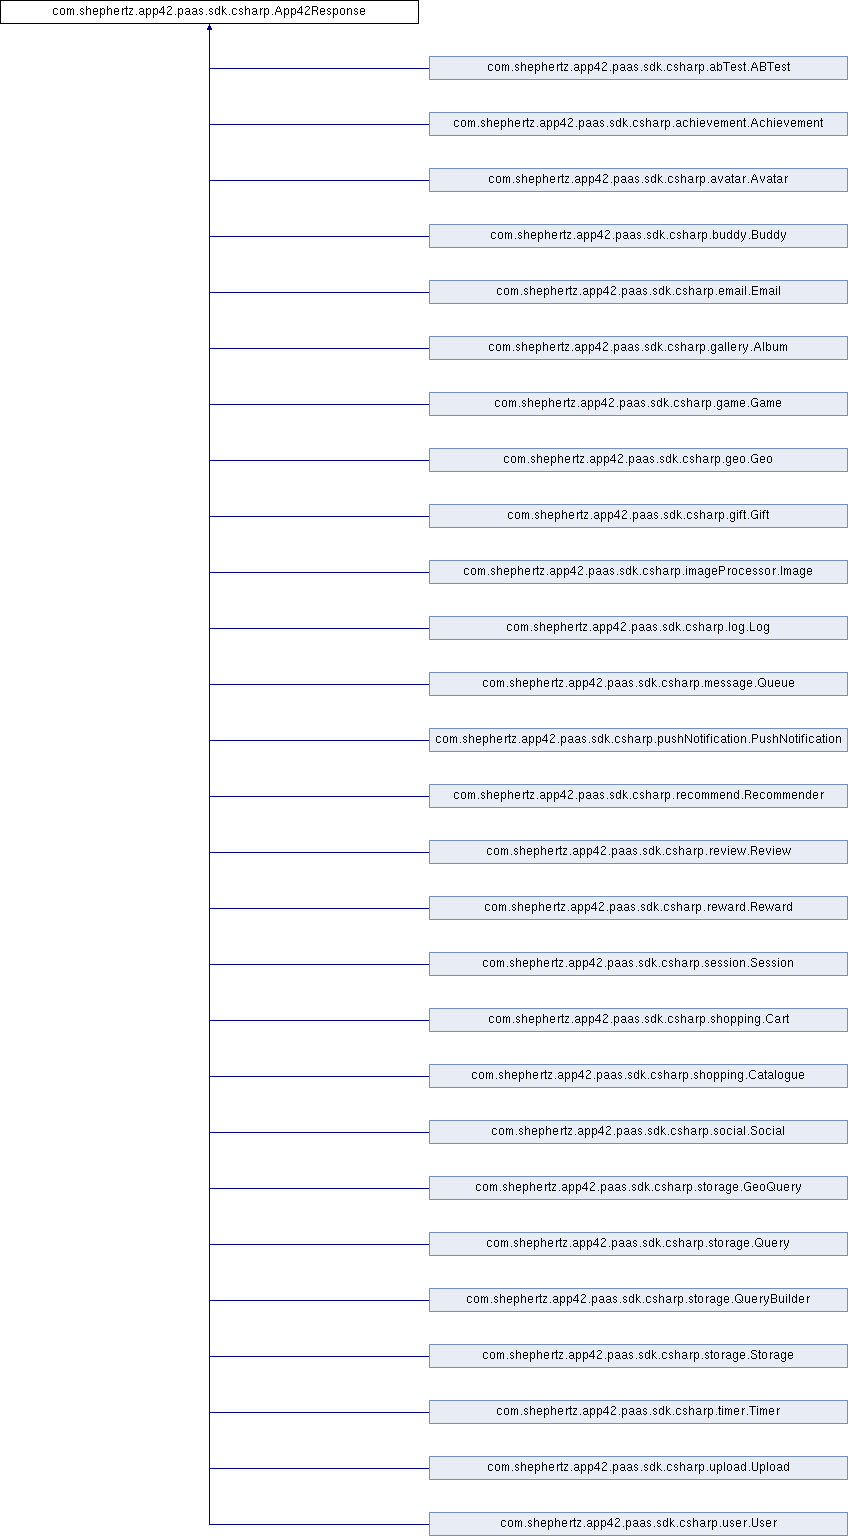 com.shephertz.app42.paas.sdk.csharp.App42Response
com.shephertz.app42.paas.sdk.csharp.abTest.ABTest
com.shephertz.app42.paas.sdk.csharp.achievement.Achievement
com.shephertz.app42.paas.sdk.csharp.avatar.Avatar
com.shephertz.app42.paas.sdk.csharp.buddy.Buddy
com.shephertz.app42.paas.sdk.csharp.email.Email
com.shephertz.app42.paas.sdk.csharp.gallery.Album
com.shephertz.app42.paas.sdk.csharp.game.Game
com.shephertz.app42.paas.sdk.csharp.geo.Geo
com.shephertz.app42.paas.sdk.csharp.gift.Gift
com.shephertz.app42.paas.sdk.csharp.imageProcessor.Image
com.shephertz.app42.paas.sdk.csharp.log.Log
com.shephertz.app42.paas.sdk.csharp.message.Queue
com.shephertz.app42.paas.sdk.csharp.pushNotification.PushNotification
com.shephertz.app42.paas.sdk.csharp.recommend.Recommender
com.shephertz.app42.paas.sdk.csharp.review.Review
com.shephertz.app42.paas.sdk.csharp.reward.Reward
com.shephertz.app42.paas.sdk.csharp.session.Session
com.shephertz.app42.paas.sdk.csharp.shopping.Cart
com.shephertz.app42.paas.sdk.csharp.shopping.Catalogue
com.shephertz.app42.paas.sdk.csharp.social.Social
com.shephertz.app42.paas.sdk.csharp.storage.GeoQuery
com.shephertz.app42.paas.sdk.csharp.storage.Query
com.shephertz.app42.paas.sdk.csharp.storage.QueryBuilder
com.shephertz.app42.paas.sdk.csharp.storage.Storage
com.shephertz.app42.paas.sdk.csharp.timer.Timer
com.shephertz.app42.paas.sdk.csharp.upload.Upload
com.shephertz.app42.paas.sdk.csharp.user.User